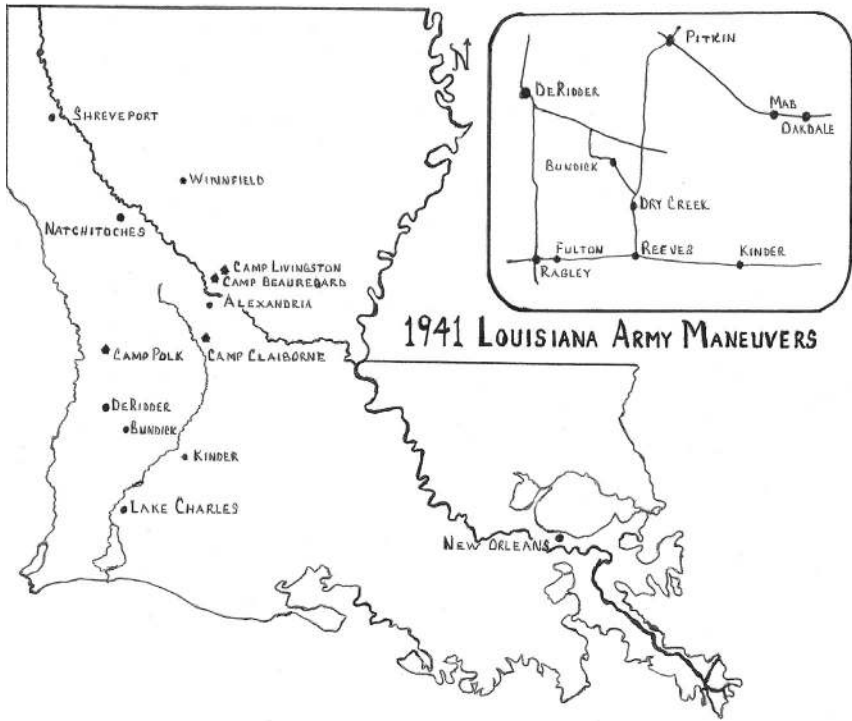 N
SHREVEPORT
WINNFIELD
NATCHITOCHES
CAMP LIVINGSTON
CAMP BEAUREGARD
ALEXANDRIA
CAMP POLK
CAMP CLAIBORNE
DERIDDER
BUNDICK
KINDER
LAKE CHARLES
NEW ORLEANS
PITKIN
DERIDDER
MAB
OAKDALE
BUNDICK
DRY CREEK
FULTON
REEVES
KINDER
RAGLEY
1941 LOUISIANA ARMY MANEUVERS